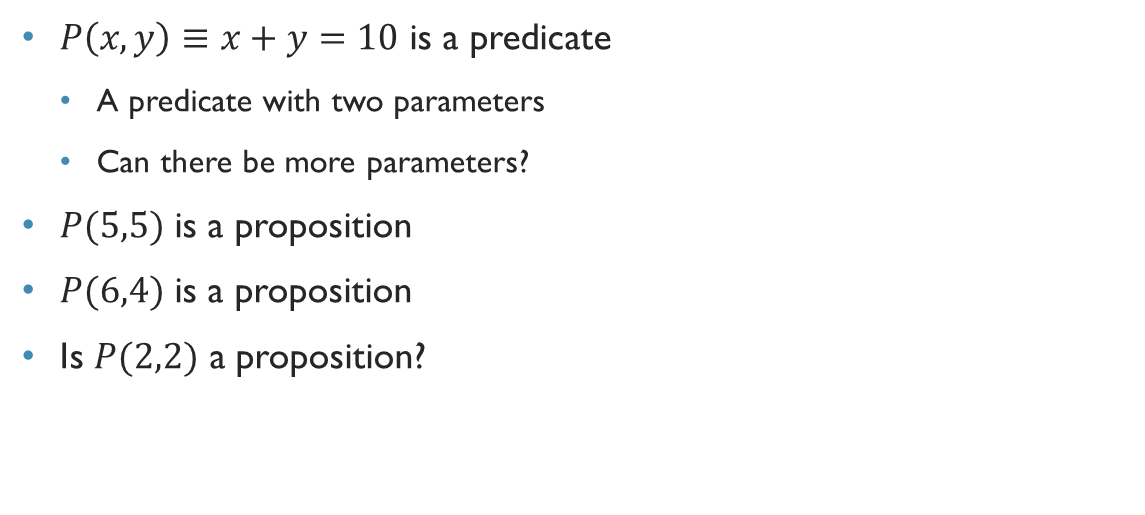 • P(x, y) ≡ x + y = 10 is a predicate
• A predicate with two parameters
• Can there be more parameters?
• P(5,5) is a proposition
• P(6,4) is a proposition
• Is P(2,2) a proposition?